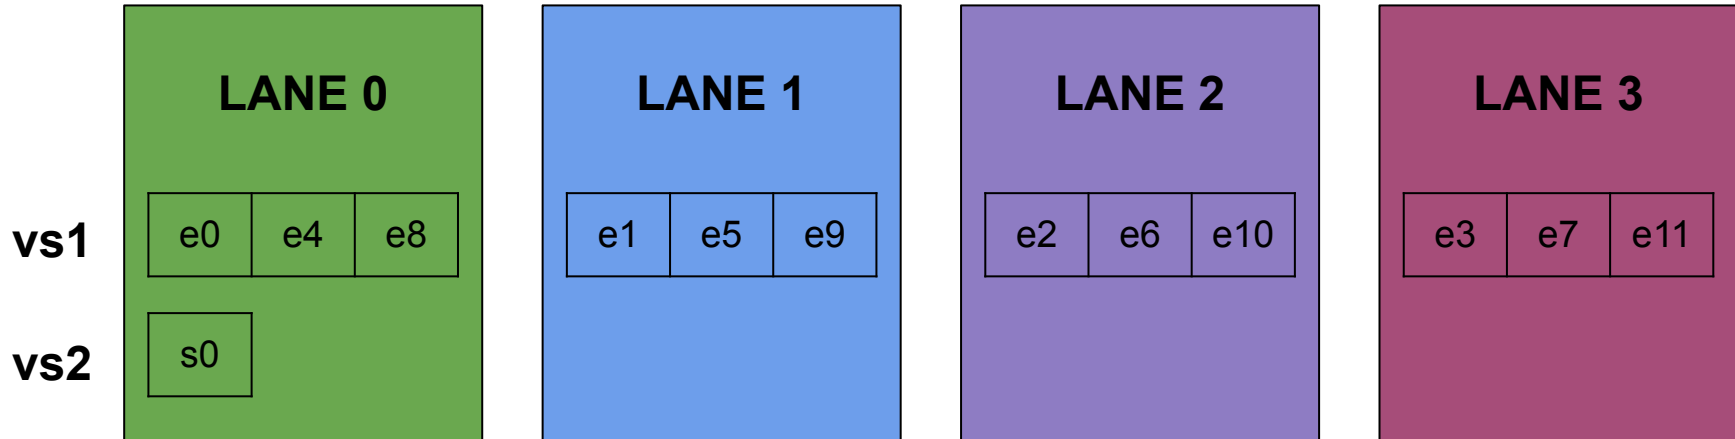 LANE 0 LANE 1 LANE 2 LANE 3
vs1 e0 e4 e8 e1 e5 e9 e2 e6 e10 e3 e7 e11
vs2 s0